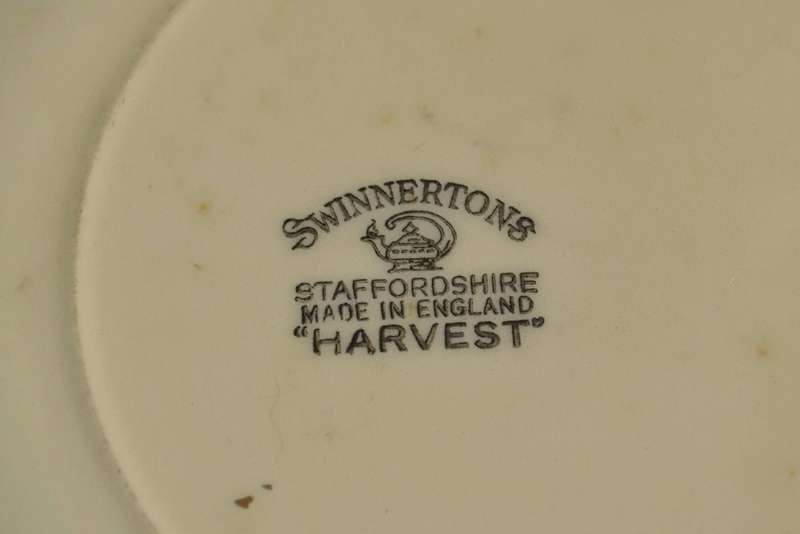 SWINNERTONS
STAFFORDSHIRE
MADE IN ENGLAND
"HARVEST"